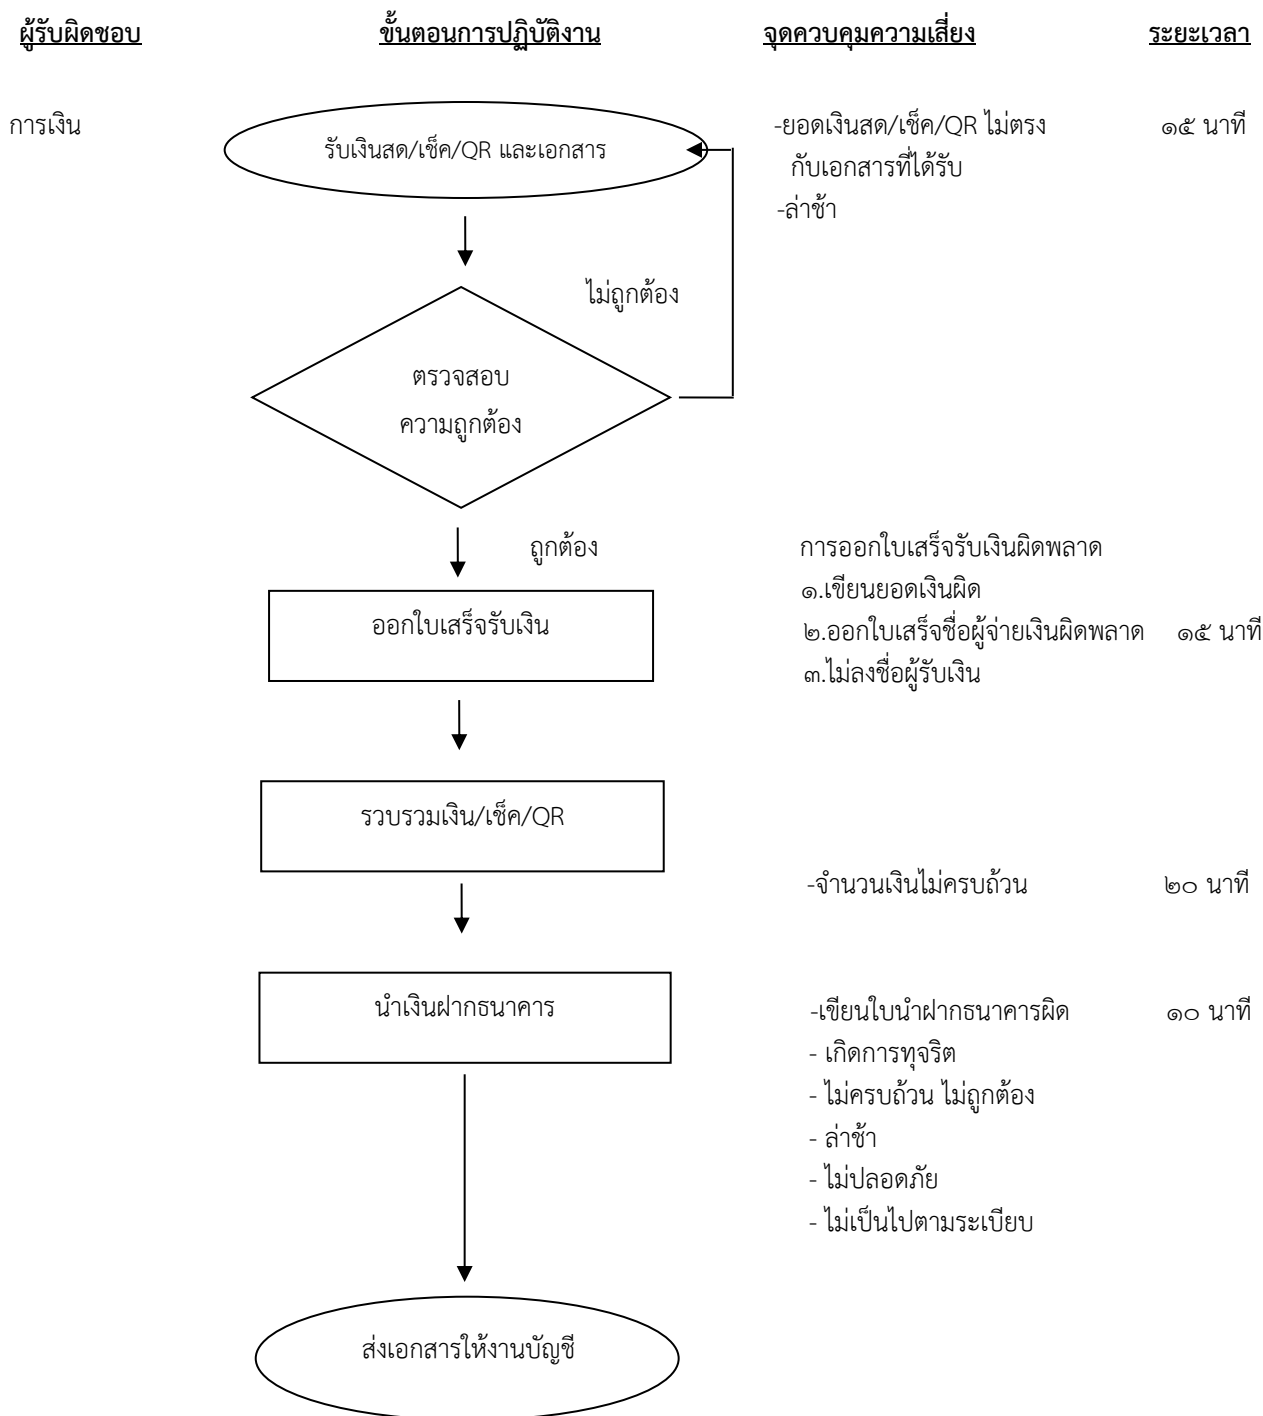 ผู้รับผิดชอบ ขั้นตอนการปฏิบัติงาน จุดควบคุมความเสี่ยง ระยะเวลา
การเงิน
รับเงินสด/เช็ค/QR และเอกสาร
-ยอดเงินสด/เช็ค/QR ไม่ตรง
กับเอกสารที่ได้รับ
-ล่าช้า
๑๕ นาที
ไม่ถูกต้อง
ตรวจสอบ
ความถูกต้อง
ถูกต้อง
ออกใบเสร็จรับเงิน
การออกใบเสร็จรับเงินผิดพลาด
๑.เขียนยอดเงินผิด
๒.ออกใบเสร็จชื่อผู้จ่ายเงินผิดพลาด
๓.ไม่ลงชื่อผู้รับเงิน
๑๕ นาที
รวบรวมเงิน/เช็ค/QR
-จำนวนเงินไม่ครบถ้วน
๒๐ นาที
นำเงินฝากธนาคาร
-เขียนใบนำฝากธนาคารผิด
- เกิดการทุจริต
- ไม่ครบถ้วน ไม่ถูกต้อง
- ล่าช้า
- ไม่ปลอดภัย
- ไม่เป็นไปตามระเบียบ
๑๐ นาที
ส่งเอกสารให้งานบัญชี